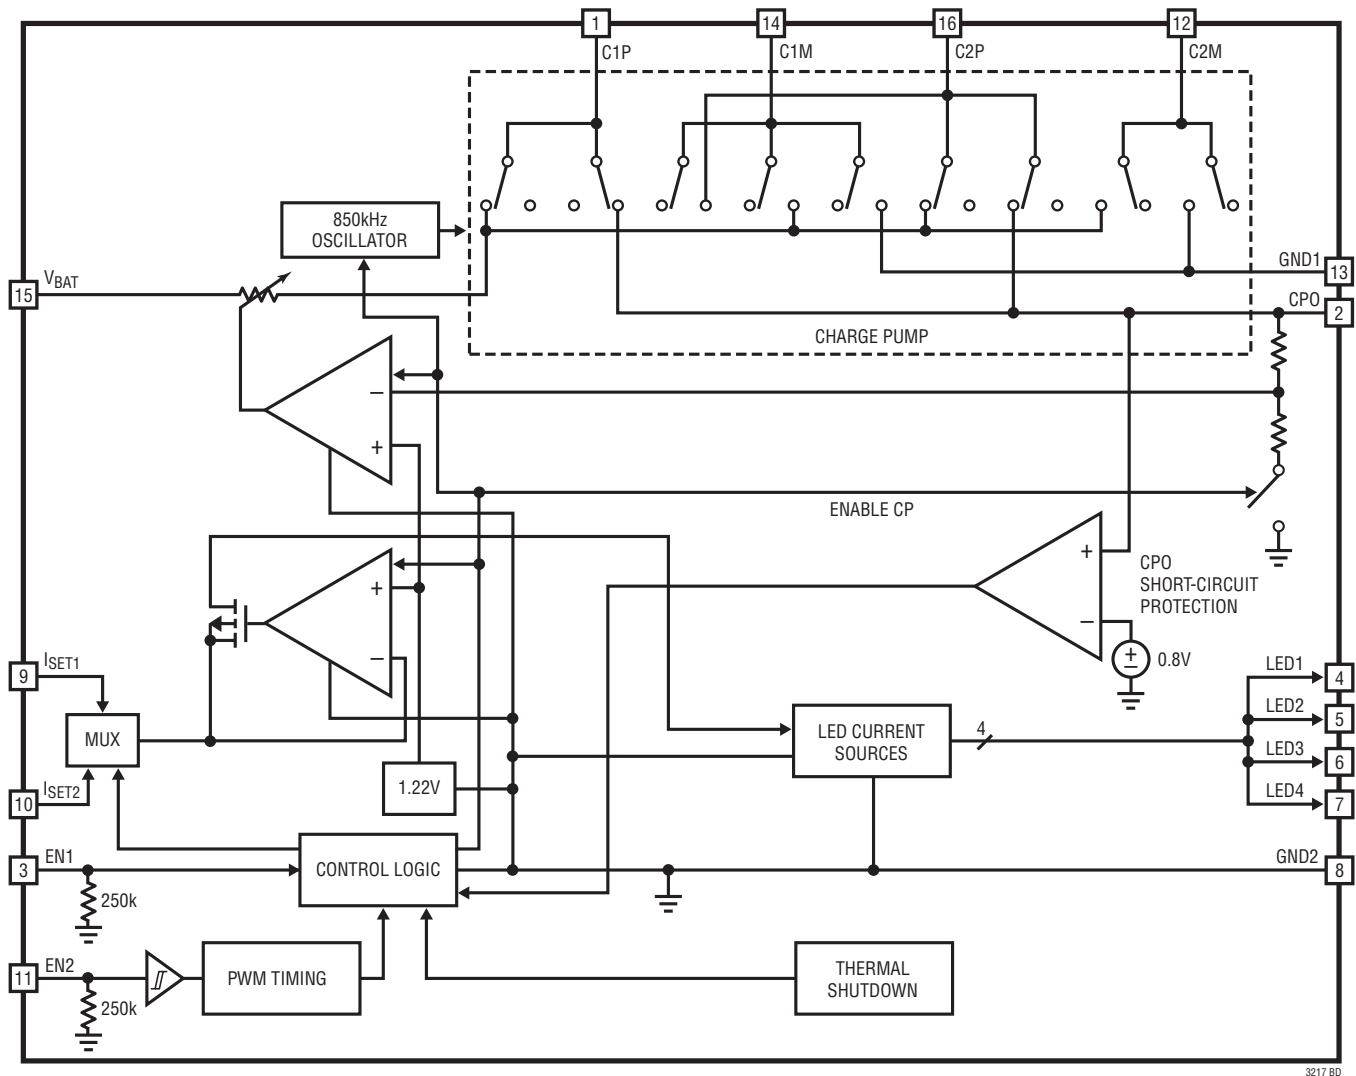 1
14
16
12
C1P
C1M
C2P
C2M
850kHz
OSCILLATOR
15
VBAT
GND1
13
CPO
2
CHARGE PUMP
−
+
ENABLE CP
+
−
+
−
CPO
SHORT-CIRCUIT
PROTECTION
+
−
0.8V
9
ISET1
MUX
10
ISET2
1.22V
LED CURRENT
SOURCES
4
LED1
4
LED2
5
LED3
6
LED4
7
3
EN1
CONTROL LOGIC
GND2
8
250k
11
EN2
PWM TIMING
250k
THERMAL
SHUTDOWN
3217 BD